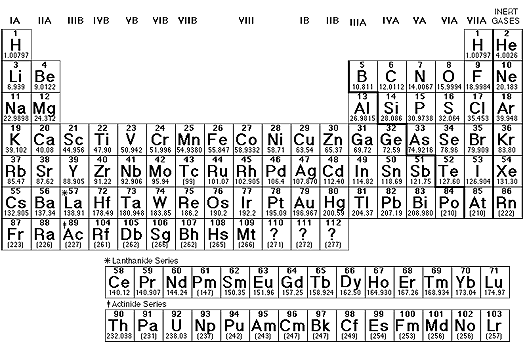 INERT
IA IIA IIIB IVB VB VIB VIIB VIII IB IIB IIIA IVA VA VIA VIIA GASES
1 1 2
H H He
1.00797 1.00797 4.0026
3 4 5 6 7 8 9 10
Li Be B C N O F Ne
6.939 9.0122 10.811 12.0112 14.0067 15.9994 18.9984 20.183
11 12 13 14 15 16 17 18
Na Mg Al Si P S Cl Ar
22.9898 24.312 26.9815 28.086 30.9738 32.064 35.453 39.948
19 20 21 22 23 24 25 26 27 28 29 30 31 32 33 34 35 36
K Ca Sc Ti V Cr Mn Fe Co Ni Cu Zn Ga Ge As Se Br Kr
39.102 40.08 44.956 47.90 50.942 51.996 54.9380 55.847 58.9332 58.71 63.54 65.37 69.72 72.59 74.9216 78.96 79.909 83.80
37 38 39 40 41 42 43 44 45 46 47 48 49 50 51 52 53 54
Rb Sr Y Zr Nb Mo Tc Ru Rh Pd Ag Cd In Sn Sb Te I Xe
85.47 87.62 88.905 91.22 92.906 95.94 (99) 101.07 102.905 106.4 107.870 112.40 114.82 118.69 121.75 127.60 126.904 131.30
55 56 *57 72 73 74 75 76 77 78 79 80 81 82 83 84 85 86
Cs Ba La Hf Ta W Re Os Ir Pt Au Hg Tl Pb Bi Po At Rn
132.905 137.34 138.91 178.49 180.948 183.85 186.2 190.2 192.2 195.09 196.967 200.59 204.37 207.19 208.980 (210) (210) (222)
87 88 ‡89 104 105 106 107 108 109 110 111 112
Fr Ra Ac Rf Db Sg Bh Hs Mt ? ? ?
(223) (226) (227) (261) (262) (266) (262) (265) (266) (271) (272) (277)
* Lanthanide Series
58 59 60 61 62 63 64 65 66 67 68 69 70 71
Ce Pr Nd Pm Sm Eu Gd Tb Dy Ho Er Tm Yb Lu
140.12 140.907 144.24 (147) 150.35 151.96 157.25 158.924 162.50 164.930 167.26 168.934 173.04 174.97
‡ Actinide Series
90 91 92 93 94 95 96 97 98 99 100 101 102 103
Th Pa U Np Pu Am Cm Bk Cf Es Fm Md No Lr
232.038 (231) 238.03 (237) (242) (243) (247) (247) (249) (254) (253) (256) (256) (257)